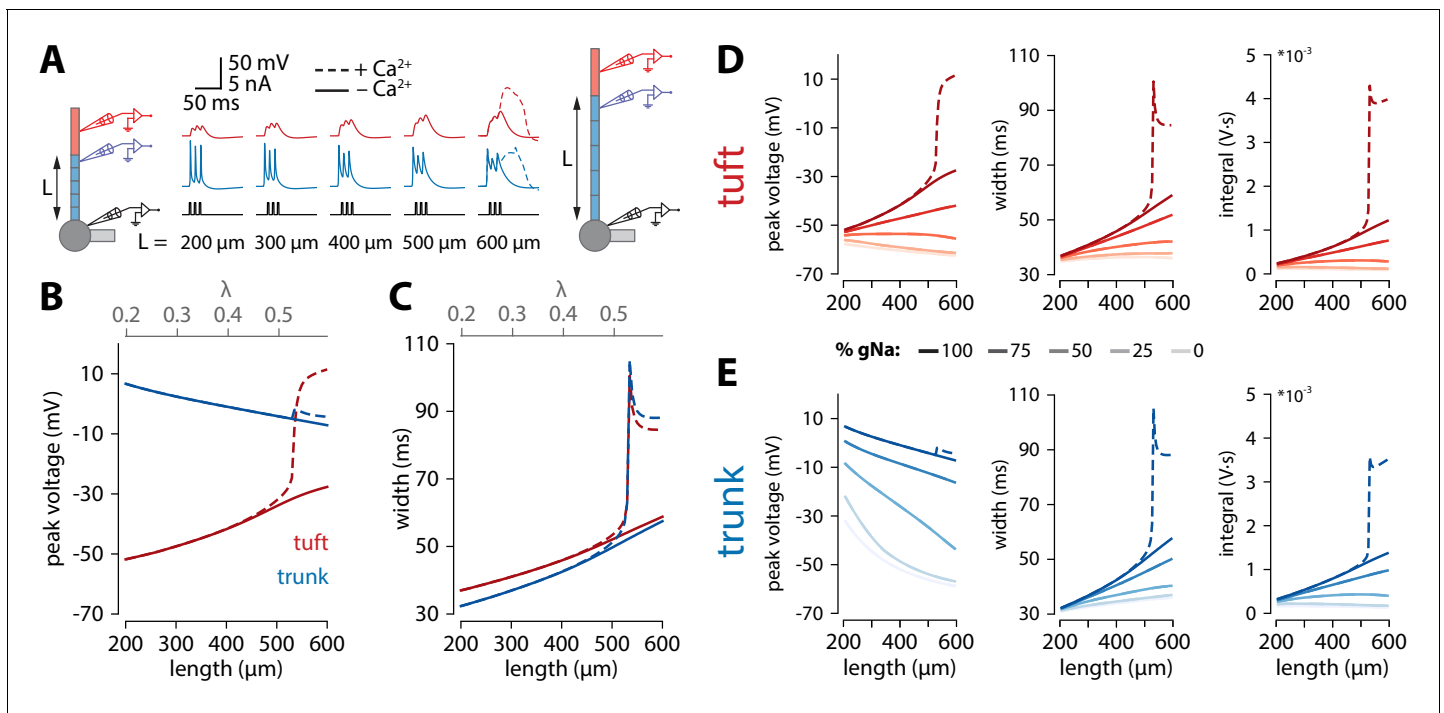 A
50 mV
5 nA
50 ms
+ Ca²⁺
− Ca²⁺
L
L
L = 200 µm 300 µm 400 µm 500 µm 600 µm
B
λ
0.2 0.3 0.4 0.5
peak voltage (mV)
10
-10
-30
-50
-70
tuft
trunk
200 300 400 500 600
length (µm)
C
λ
0.2 0.3 0.4 0.5
width (ms)
110
90
70
50
30
200 300 400 500 600
length (µm)
D
tuft
peak voltage (mV)
10
-10
-30
-50
-70
200 400 600
width (ms)
110
90
70
50
30
200 400 600
integral (V·s)
*10⁻³
5
4
3
2
1
0
200 400 600
% gNa: 100 75 50 25 0
E
trunk
peak voltage (mV)
10
-10
-30
-50
-70
200 400 600
length (µm)
width (ms)
110
90
70
50
30
200 400 600
length (µm)
integral (V·s)
*10⁻³
5
4
3
2
1
0
200 400 600
length (µm)